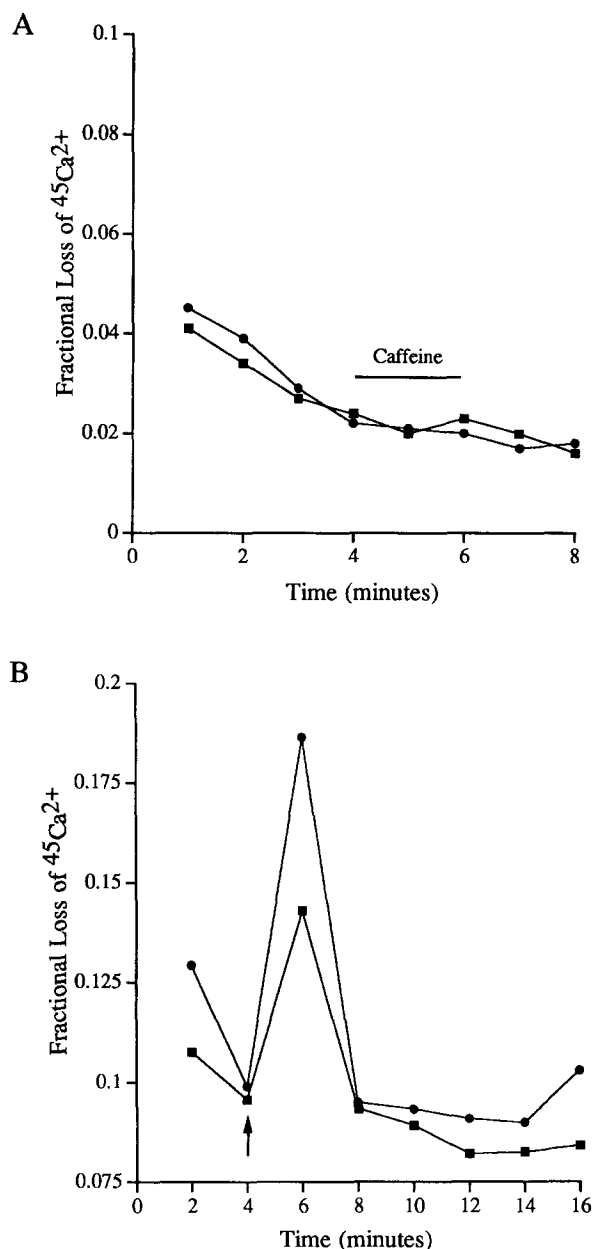 A
0.1
0.08
0.06
0.04
0.02
0
Fractional Loss of 45Ca2+
Caffeine
0 2 4 6 8
Time (minutes)
B
0.2
0.175
0.15
0.125
0.1
0.075
Fractional Loss of 45Ca2+
0 2 4 6 8 10 12 14 16
Time (minutes)